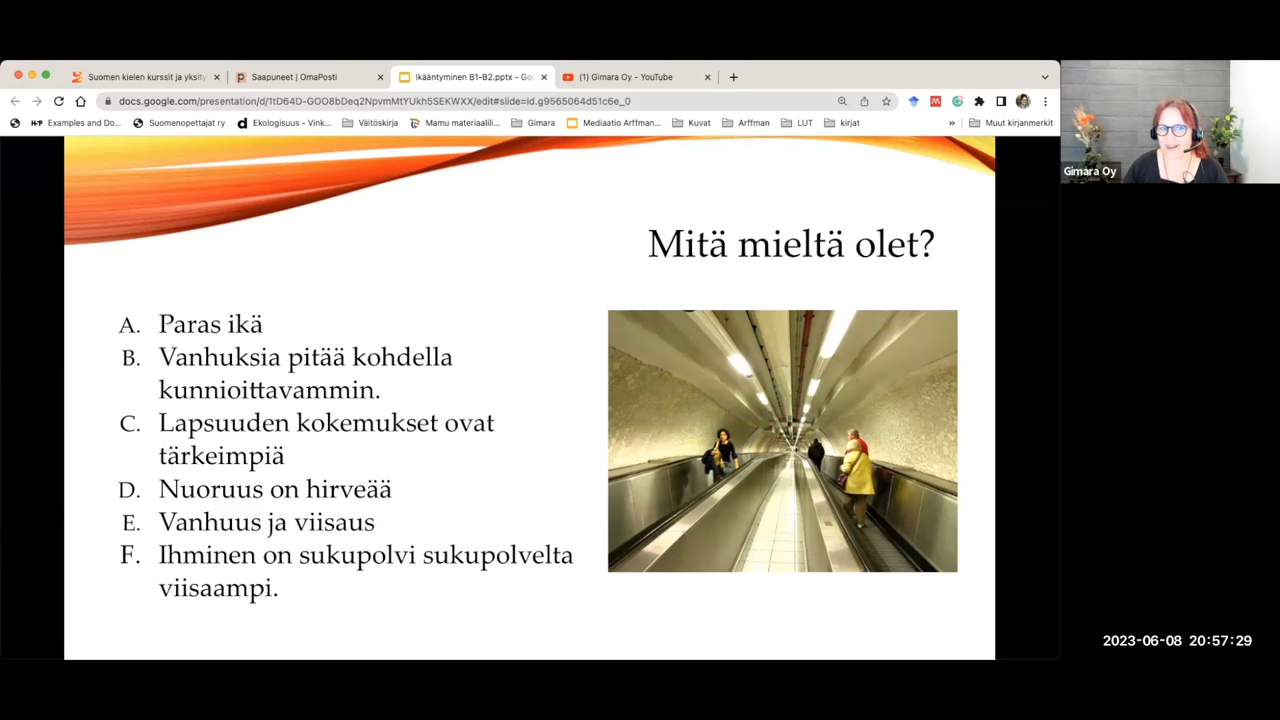 Suomen kielen kurssit ja yksity
Saapuneet | OmaPosti
Ikääntyminen B1-B2.pptx - Goo
(1) Gimara Oy - YouTube
docs.google.com/presentation/d/1tD64D-GOO8bDeq2NpvmMtYUkh5SEKWXX/edit#slide=id.g9565064d51c6e_0
Examples and Do...
Suomenopettajat ry
Ekologisuus - Vink...
Väitöskirja
Mamu materiaalili...
Gimara
Mediaatio Arffman...
Kuvat
Arffman
LUT
kirjat
»
Muut kirjanmerkit
Gimara Oy
Mitä mieltä olet?
A. Paras ikä
B. Vanhuksia pitää kohdella
kunnioittavammin.
C. Lapsuuden kokemukset ovat
tärkeimpiä
D. Nuoruus on hirveää
E. Vanhuus ja viisaus
F. Ihminen on sukupolvi sukupolvelta
viisaampi.
2023-06-08 20:57:29